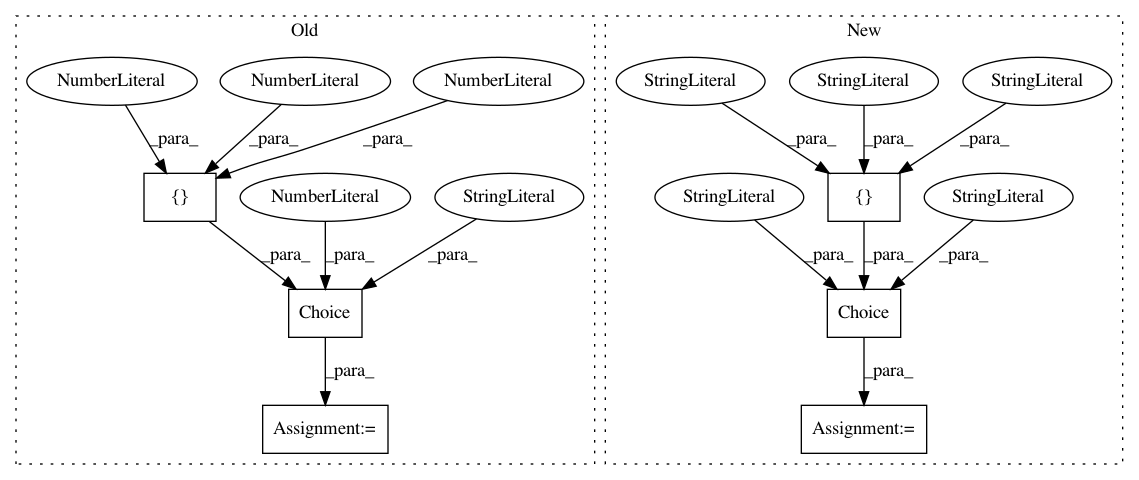 Old
New
NumberLiteral NumberLiteral NumberLiteral
StringLiteral StringLiteral StringLiteral
_para_ _para_ _para_
_para_ _para_ _para_
{} NumberLiteral StringLiteral
StringLiteral {} StringLiteral
_para_ _para_ _para_
_para_ _para_ _para_
Choice
Choice
_para_
_para_
Assignment:=
Assignment:=